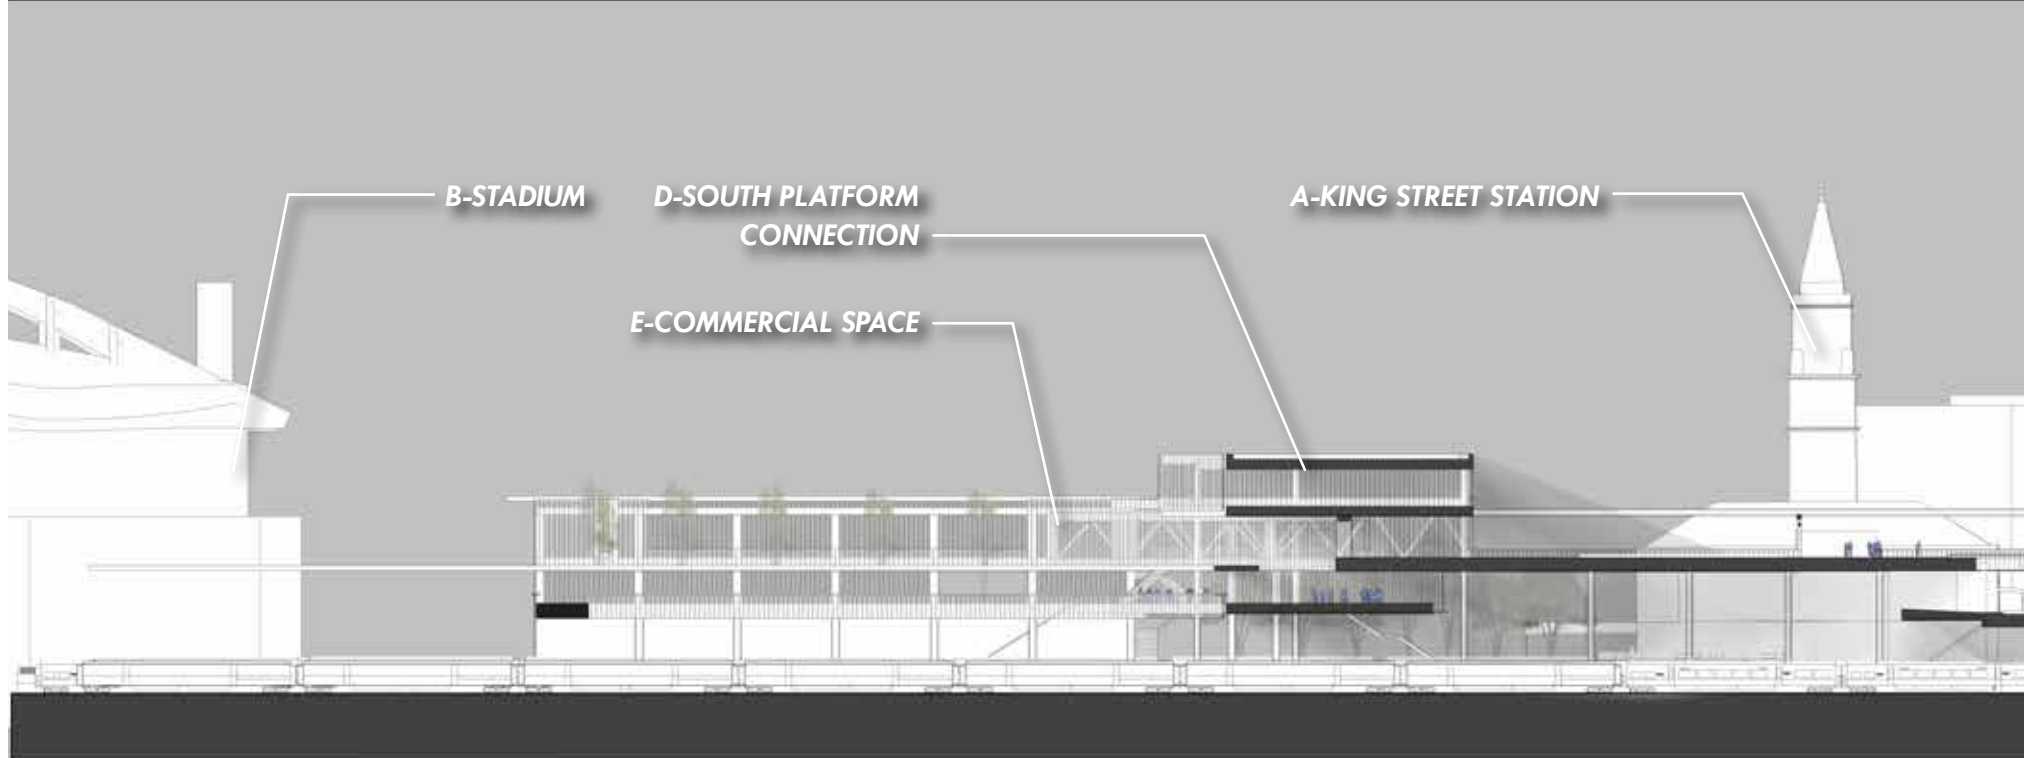 B-STADIUM
D-SOUTH PLATFORM
CONNECTION
A-KING STREET STATION
E-COMMERCIAL SPACE